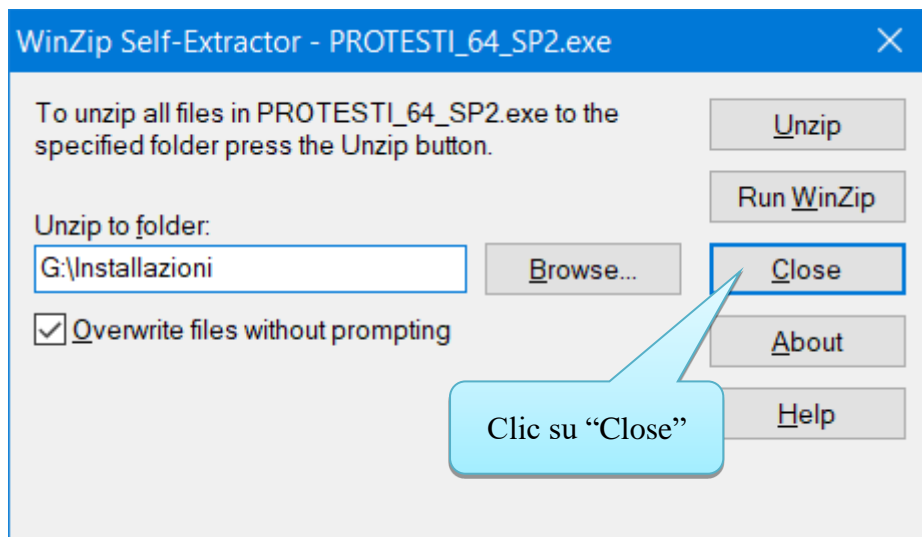 WinZip Self-Extractor - PROTESTI_64_SP2.exe
To unzip all files in PROTESTI_64_SP2.exe to the
specified folder press the Unzip button.
Unzip
Run WinZip
Unzip to folder:
G:\Installazioni
Browse...
Close
Overwrite files without prompting
About
Clic su “Close”
Help